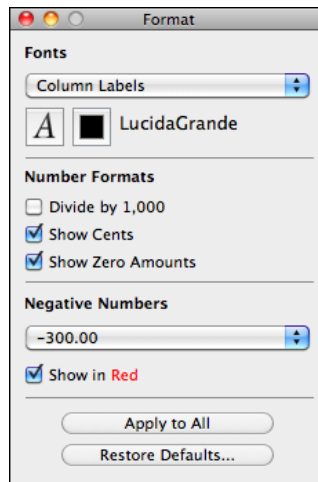 Format
Fonts
Column Labels
A LucidaGrande
Number Formats
Divide by 1,000
Show Cents
Show Zero Amounts
Negative Numbers
-300.00
Show in Red
Apply to All
Restore Defaults...